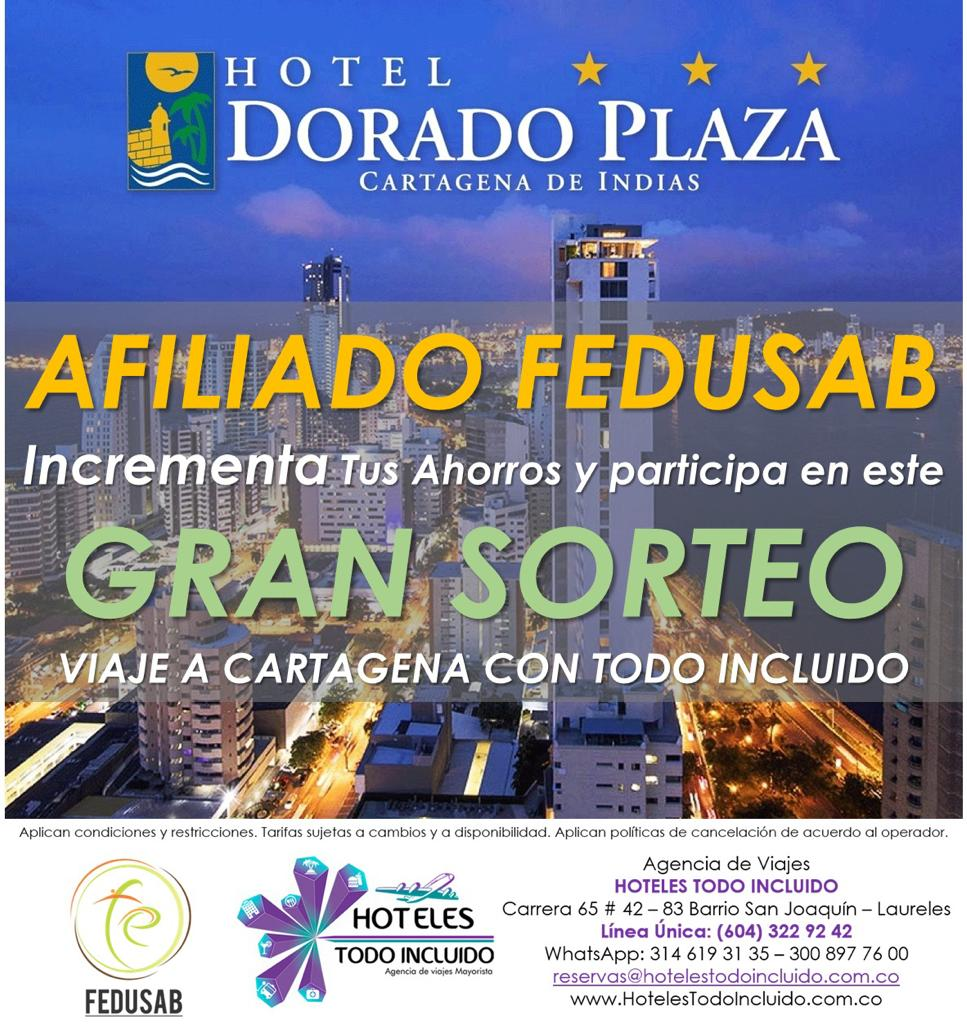 HOTEL
DORADO PLAZA
CARTAGENA DE INDIAS
AFILIADO FEDUSAB
Incrementa Tus Ahorros y participa en este
GRAN SORTEO
VIAJE A CARTAGENA CON TODO INCLUIDO
Aplican condiciones y restricciones. Tarifas sujetas a cambios y a disponibilidad. Aplican políticas de cancelación de acuerdo al operador.
FEDUSAB
HOTELES
TODO INCLUIDO
Agencia de viajes Mayorista
Agencia de Viajes
HOTELES TODO INCLUIDO
Carrera 65 # 42 – 83 Barrio San Joaquín – Laureles
Línea Única: (604) 322 92 42
WhatsApp: 314 619 31 35 – 300 897 76 00
reservas@hotelestodoincluido.com.co
www.HotelesTodoIncluido.com.co